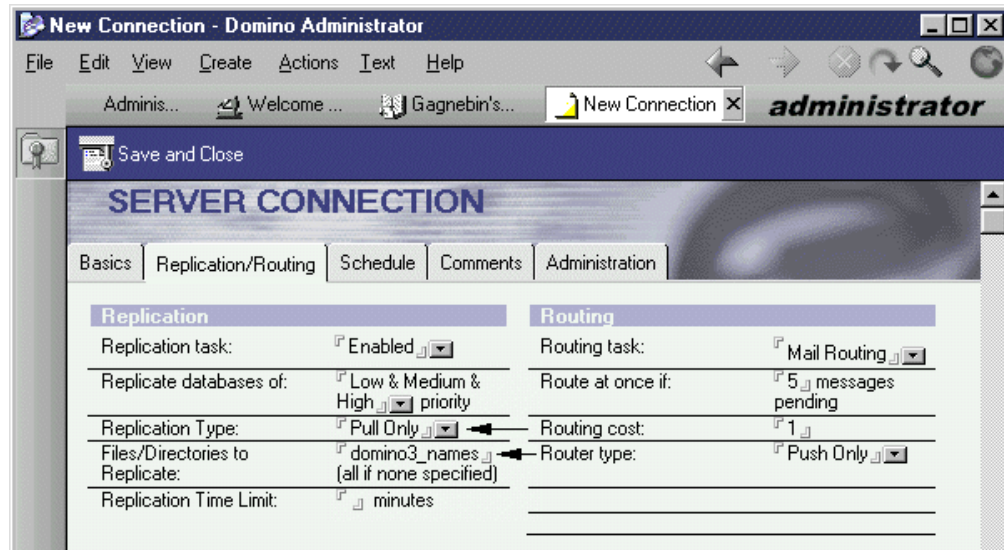 New Connection - Domino Administrator
File Edit View Create Actions Text Help
Adminis... Welcome ... Gagnebin's... New Connection administrator
Save and Close
SERVER CONNECTION
Basics Replication/Routing Schedule Comments Administration
Replication
Replication task: Enabled
Replicate databases of: Low & Medium &
High priority
Replication Type: Pull Only
Files/Directories to domino3_names
Replicate: (all if none specified)
Replication Time Limit: minutes
Routing
Routing task: Mail Routing
Route at once if: 5 messages
pending
Routing cost: 1
Router type: Push Only